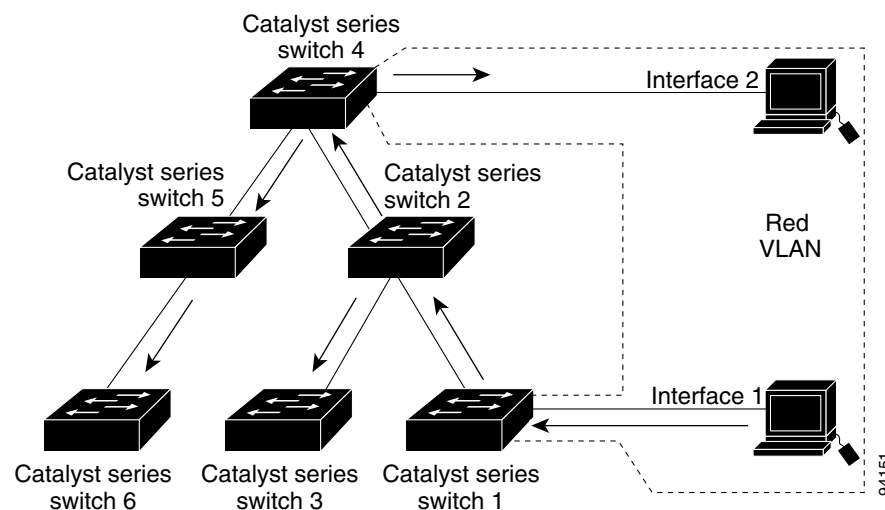 Catalyst series
switch 4
Interface 2
Catalyst series
switch 5
Catalyst series
switch 2
Red
VLAN
Interface 1
Catalyst series
switch 6
Catalyst series
switch 3
Catalyst series
switch 1
94151